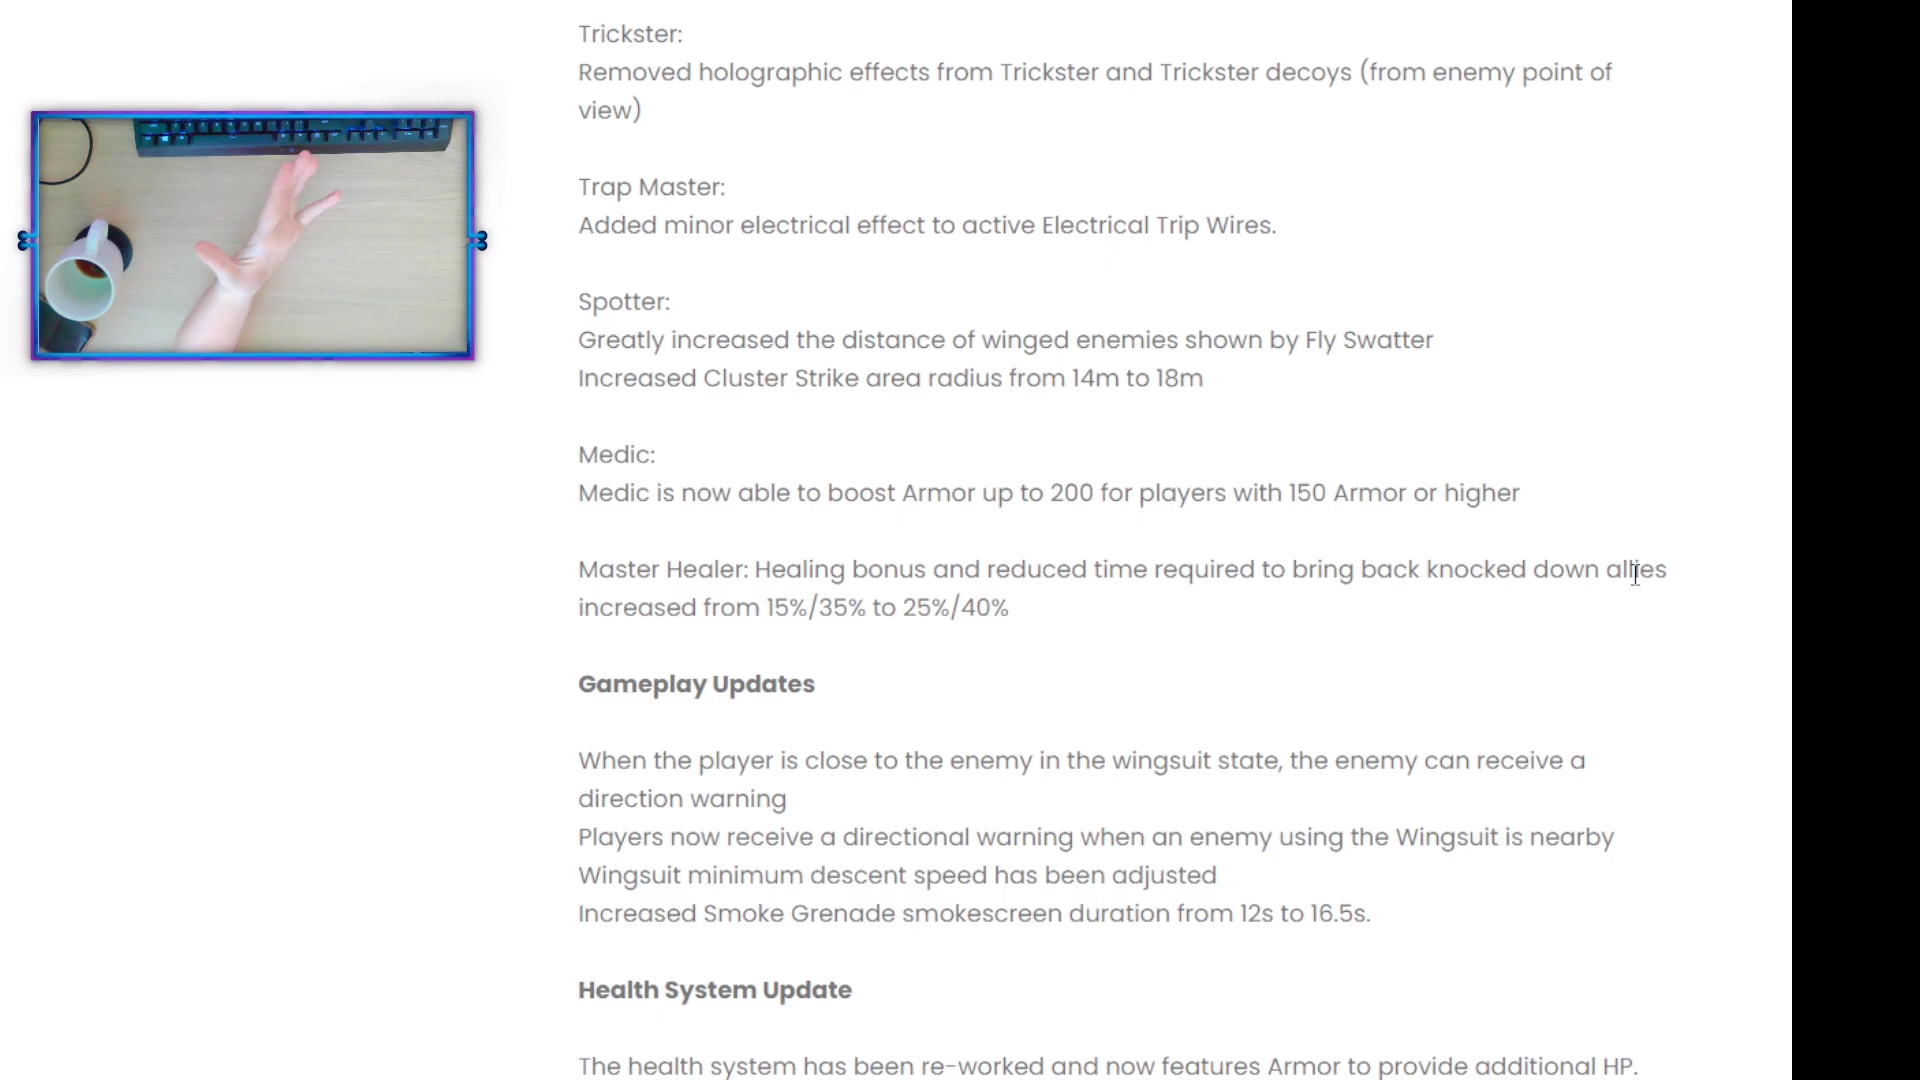 Trickster:
Removed holographic effects from Trickster and Trickster decoys (from enemy point of
view)
Trap Master:
Added minor electrical effect to active Electrical Trip Wires.
Spotter:
Greatly increased the distance of winged enemies shown by Fly Swatter
Increased Cluster Strike area radius from 14m to 18m
Medic:
Medic is now able to boost Armor up to 200 for players with 150 Armor or higher
Master Healer: Healing bonus and reduced time required to bring back knocked down allies
increased from 15%/35% to 25%/40%
Gameplay Updates
When the player is close to the enemy in the wingsuit state, the enemy can receive a
direction warning
Players now receive a directional warning when an enemy using the Wingsuit is nearby
Wingsuit minimum descent speed has been adjusted
Increased Smoke Grenade smokescreen duration from 12s to 16.5s.
Health System Update
The health system has been re-worked and now features Armor to provide additional HP.